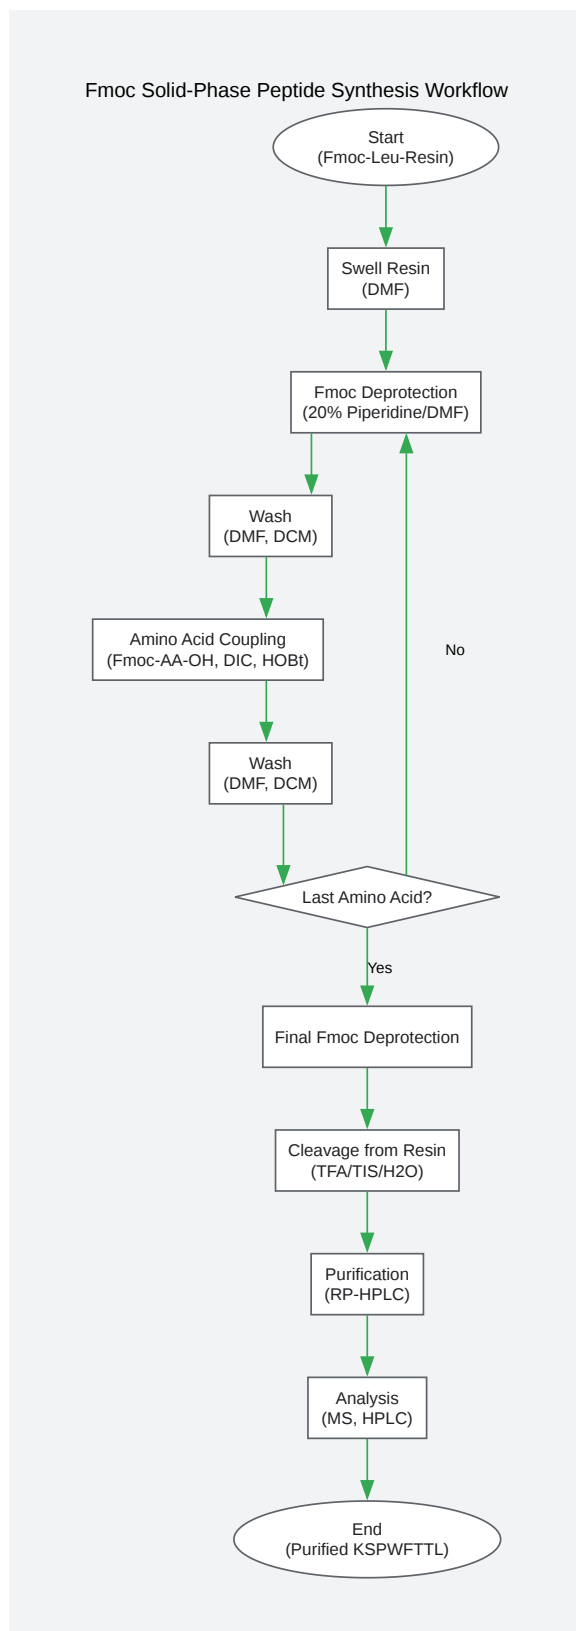 Fmoc Solid-Phase Peptide Synthesis Workflow
Start
(Fmoc-Leu-Resin)
Swell Resin
(DMF)
Fmoc Deprotection
(20% Piperidine/DMF)
Wash
(DMF, DCM)
Amino Acid Coupling
(Fmoc-AA-OH, DIC, HOBt)
No
Wash
(DMF, DCM)
Last Amino Acid?
Yes
Final Fmoc Deprotection
Cleavage from Resin
(TFA/TIS/H2O)
Purification
(RP-HPLC)
Analysis
(MS, HPLC)
End
(Purified KSPWFTTL)